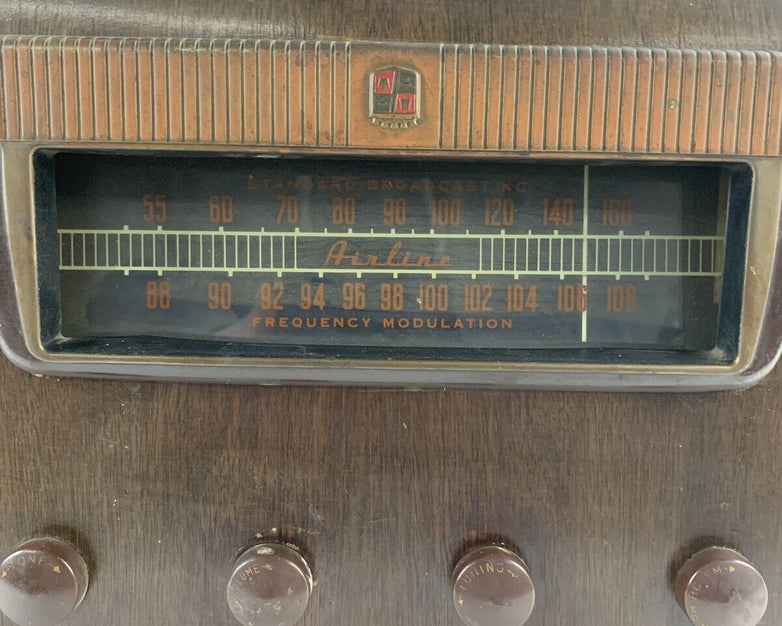 STANDARD BROADCAST KC
55 60 70 80 90 100 120 140 160
Airline
88 90 92 94 96 98 100 102 104 106 108
FREQUENCY MODULATION
TONE
TUNING